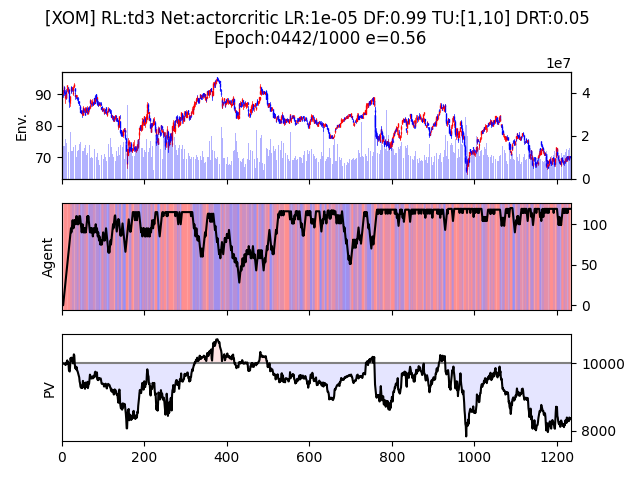 [XOM] RL:td3 Net:actorcritic LR:1e-05 DF:0.99 TU:[1,10] DRT:0.05
Epoch:0442/1000 e=0.56
1e7
90
80
70
Env.
4
2
0
Agent
100
50
0
PV
10000
8000
0 200 400 600 800 1000 1200